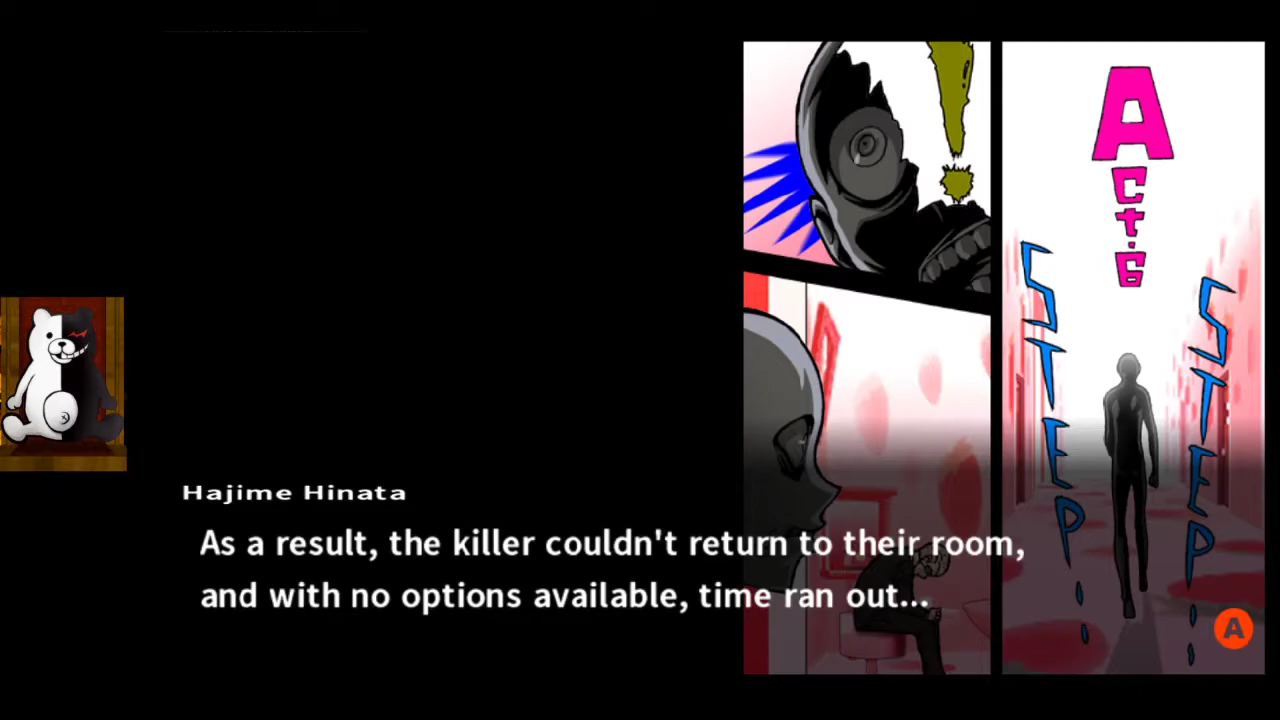 Act.6
STEP...
STEP...
Hajime Hinata
As a result, the killer couldn't return to their room,
and with no options available, time ran out...
A